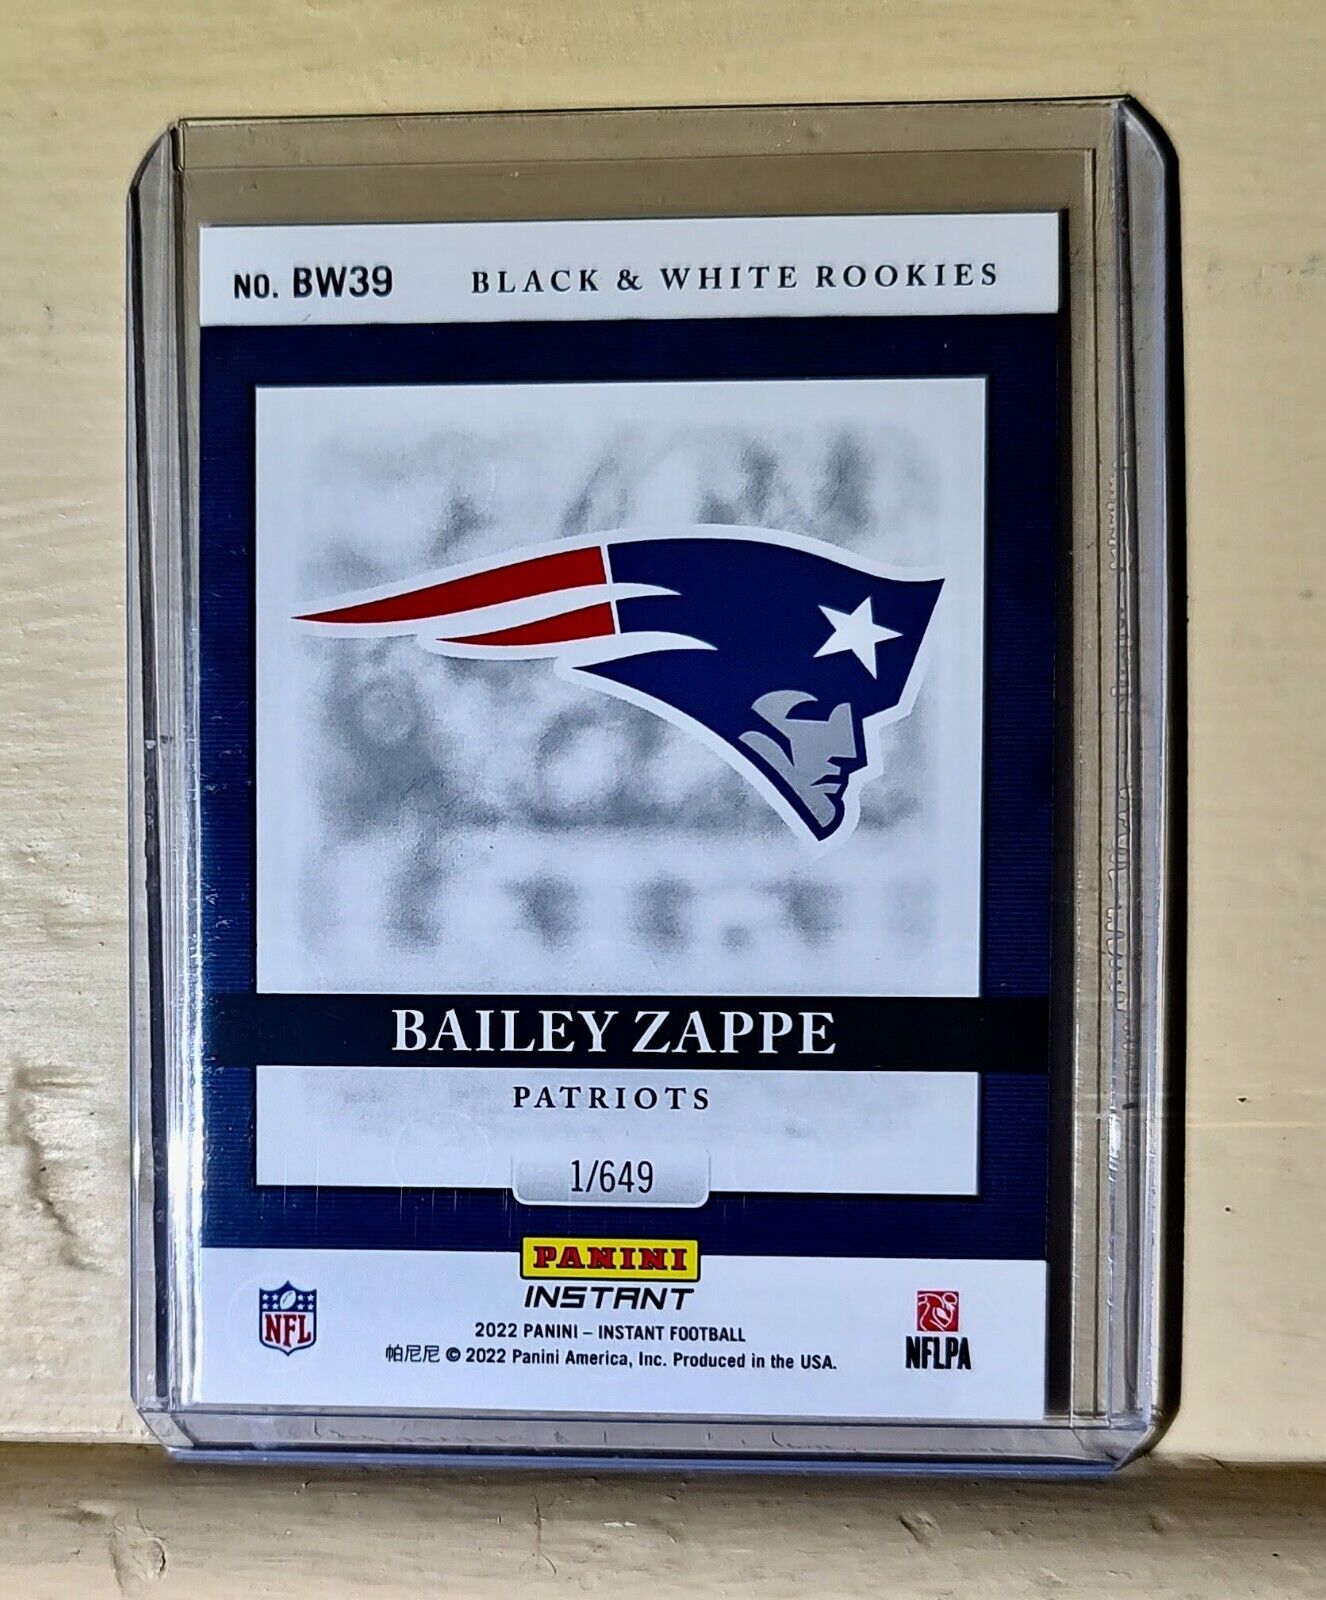 NO. BW39 BLACK & WHITE ROOKIES
BAILEY ZAPPE
PATRIOTS
1/649
PANINI
INSTANT
NFL
2022 PANINI – INSTANT FOOTBALL
帕尼尼 © 2022 Panini America, Inc. Produced in the USA.
NFLPA